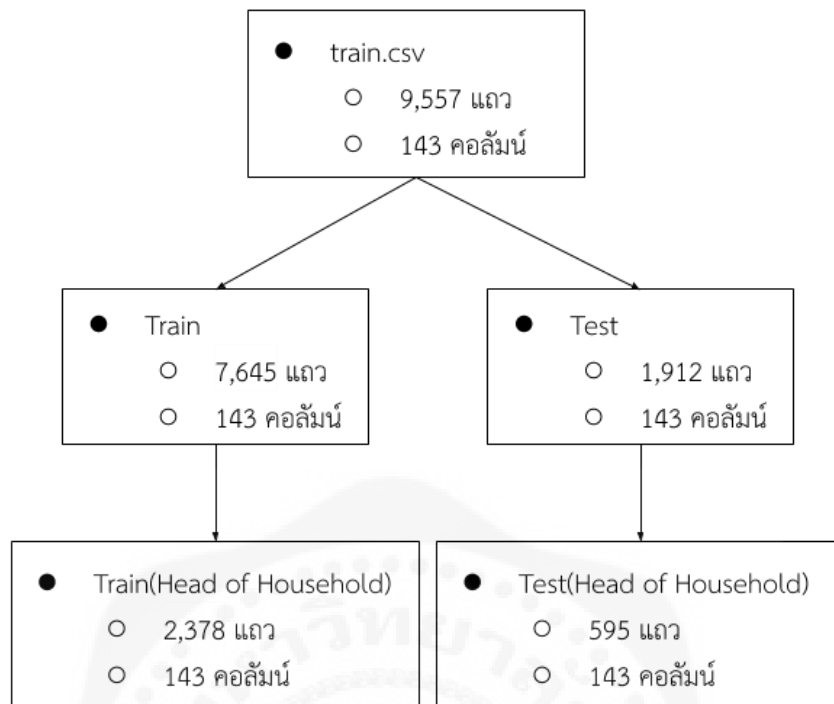 ● train.csv
○ 9,557 แถว
○ 143 คอลัมน์
● Train
○ 7,645 แถว
○ 143 คอลัมน์
● Test
○ 1,912 แถว
○ 143 คอลัมน์
● Train(Head of Household)
○ 2,378 แถว
○ 143 คอลัมน์
● Test(Head of Household)
○ 595 แถว
○ 143 คอลัมน์